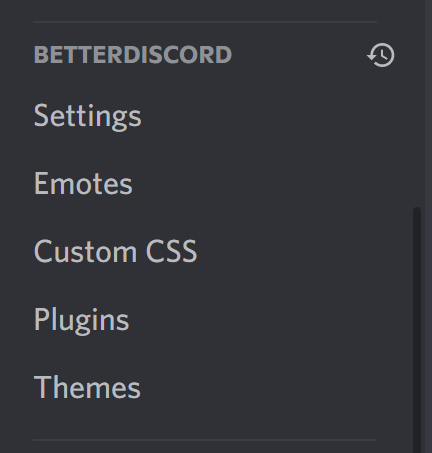 BETTERDISCORD
Settings
Emotes
Custom CSS
Plugins
Themes